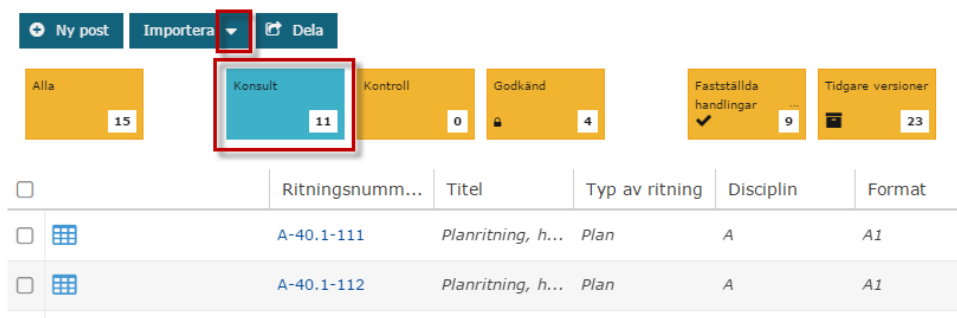 Ny post Importera Dela
Alla Konsult Kontroll Godkänd Fastställda Tidgare versioner
handlingar ...
15 11 0 4 9 23
Ritningsnumm... Titel Typ av ritning Disciplin Format
A-40.1-111 Planritning, h... Plan A A1
A-40.1-112 Planritning, h... Plan A A1